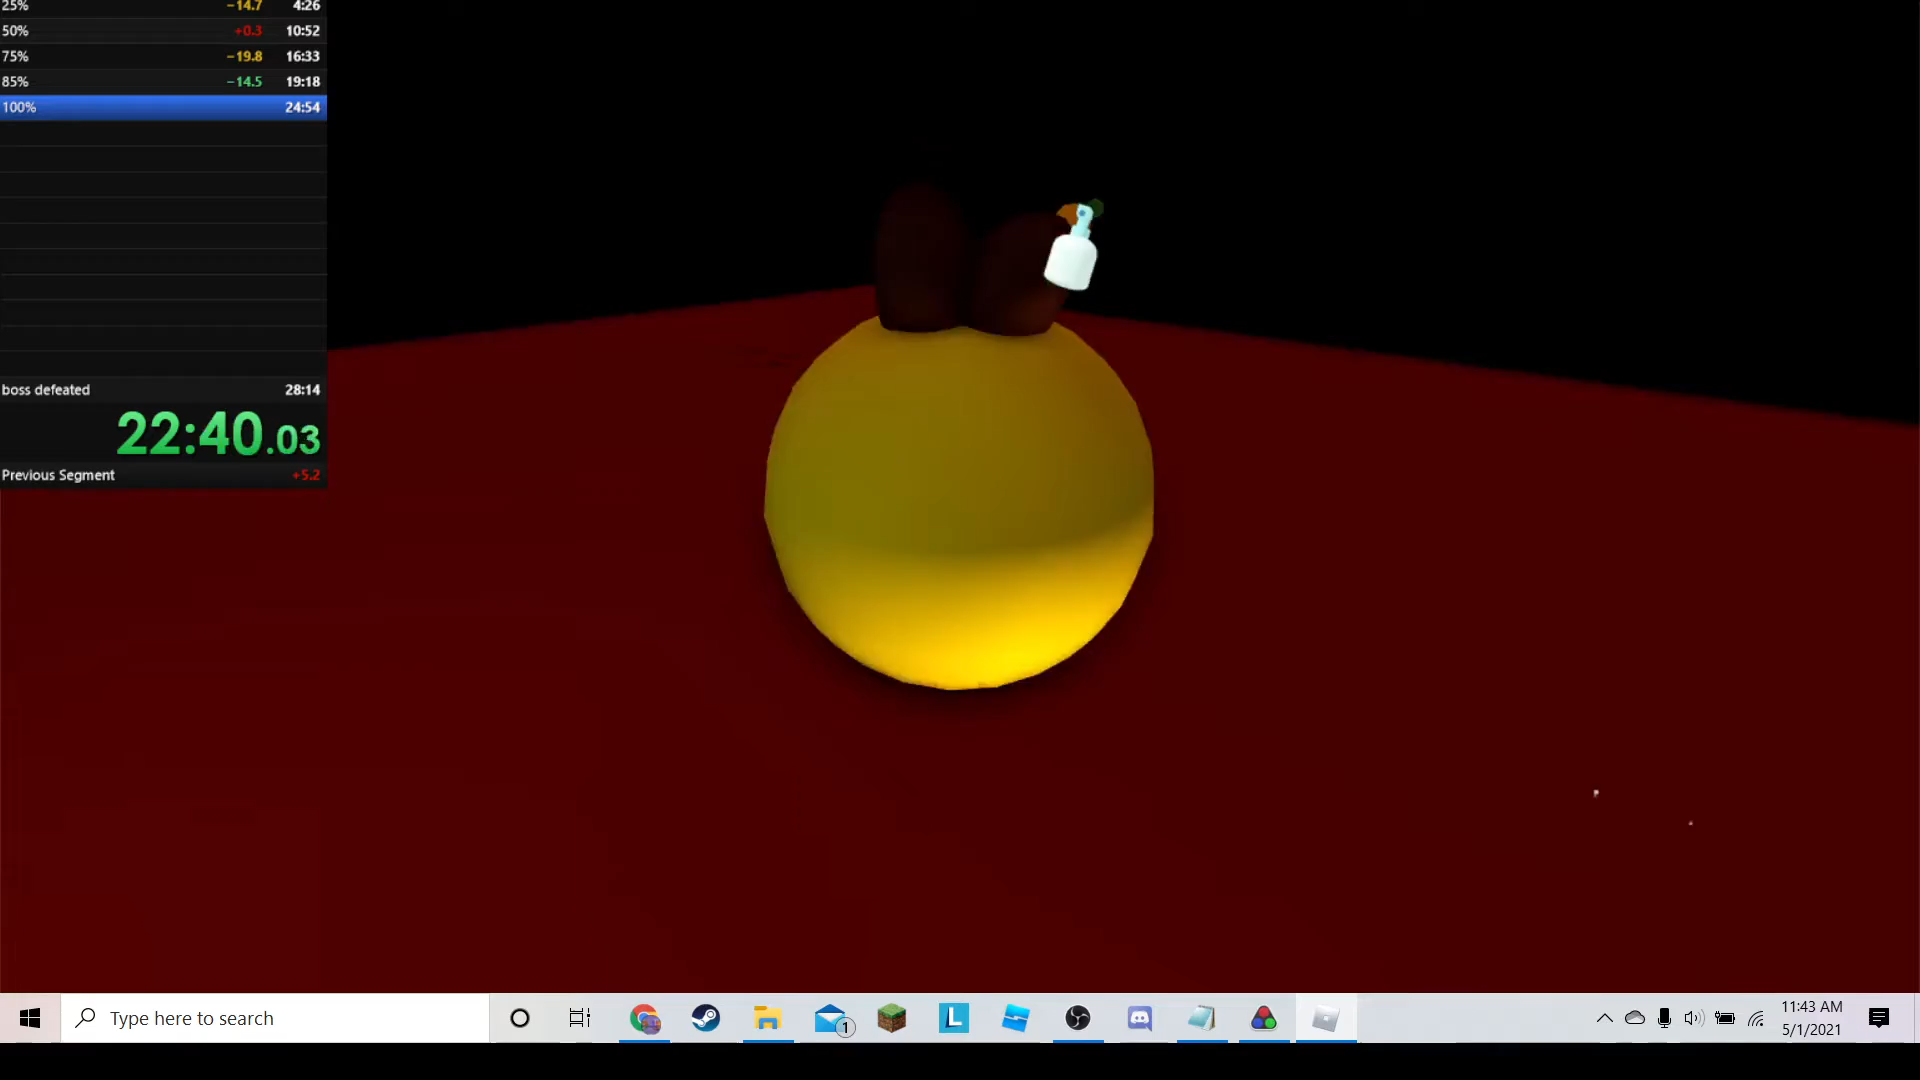 25% −14.7 4:26
50% +0.3 10:52
75% −19.8 16:33
85% −14.5 19:18
100% 24:54
boss defeated 28:14
22:40.03
Previous Segment +5.2
Type here to search
1
L
11:43 AM
5/1/2021